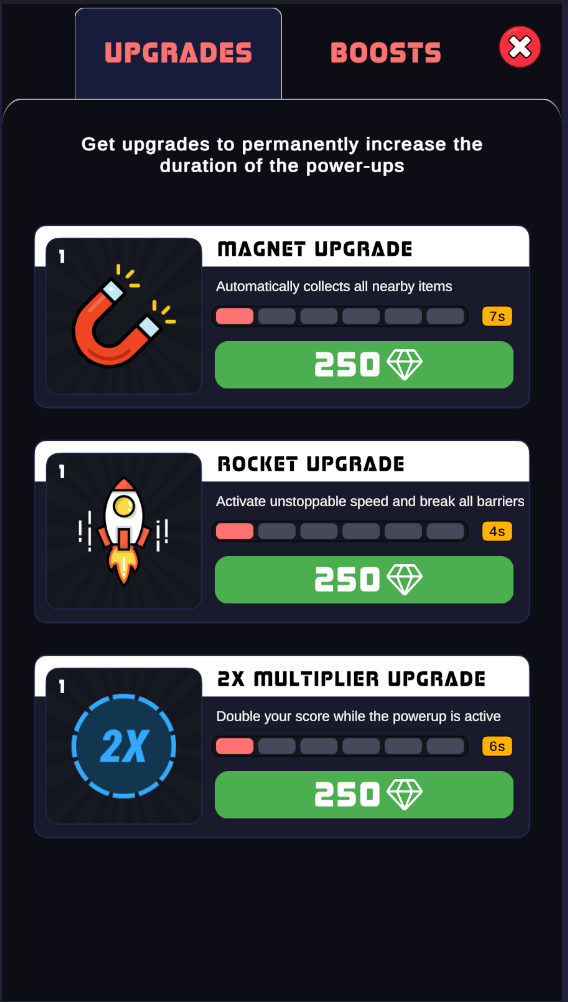 UPGRADES
BOOSTS
Get upgrades to permanently increase the
duration of the power-ups
1
MAGNET UPGRADE
Automatically collects all nearby items
7s
250
1
ROCKET UPGRADE
Activate unstoppable speed and break all barriers
4s
250
1
2X MULTIPLIER UPGRADE
Double your score while the powerup is active
2X
6s
250